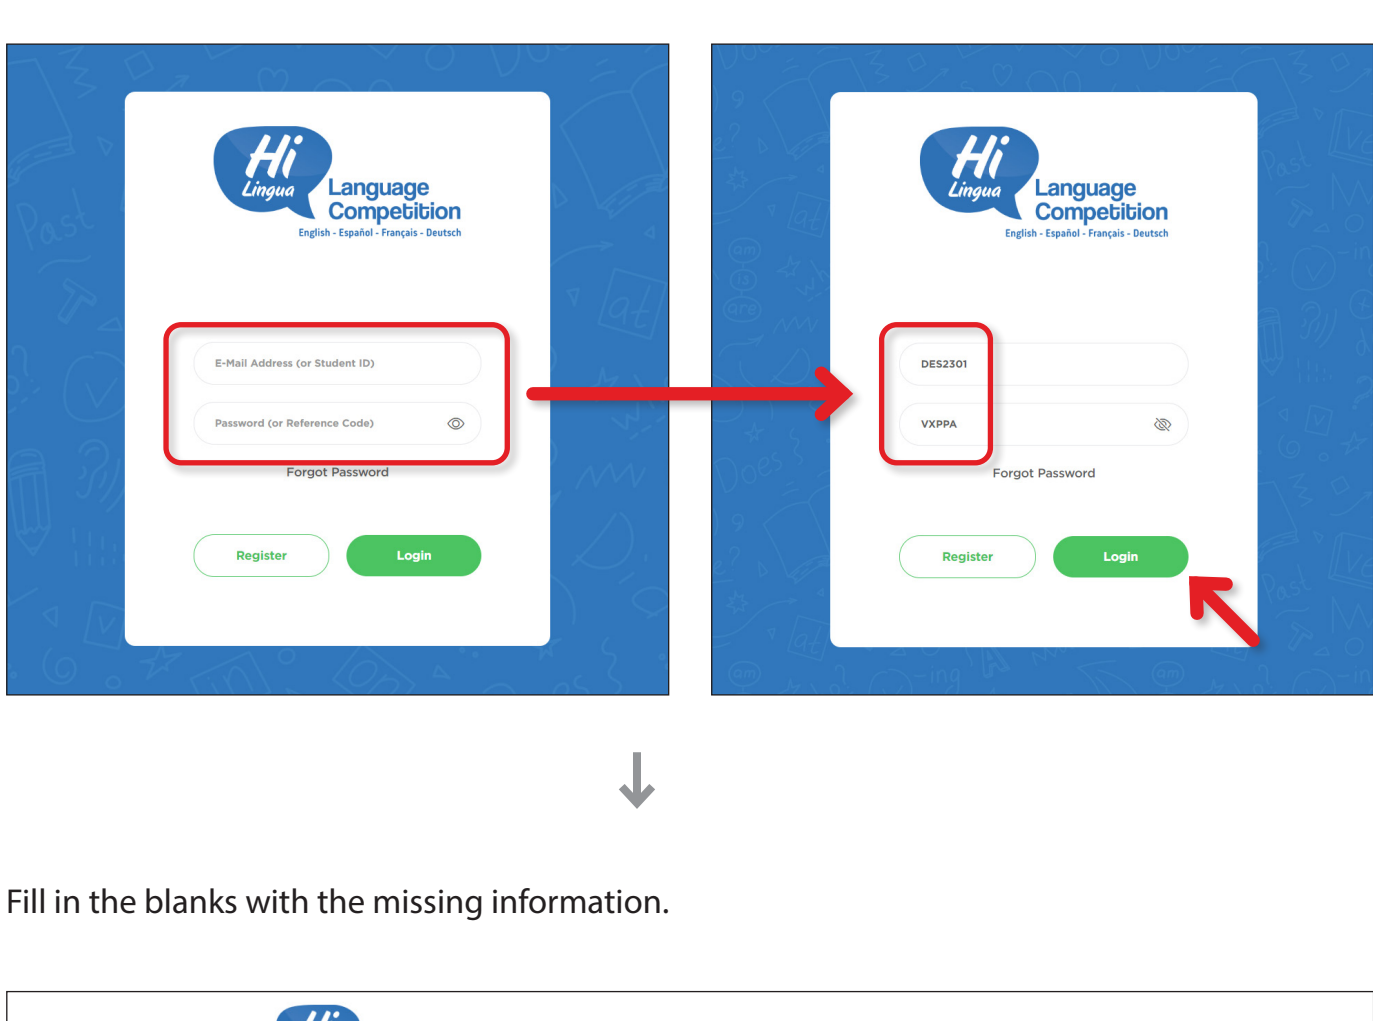 Hi
Lingua
Language
Competition
English - Español - Français - Deutsch
E-Mail Address (or Student ID)
Password (or Reference Code)
Forgot Password
Register Login
Hi
Lingua
Language
Competition
English - Español - Français - Deutsch
DES2301
VXPPA
Forgot Password
Register Login
Fill in the blanks with the missing information.
Hi